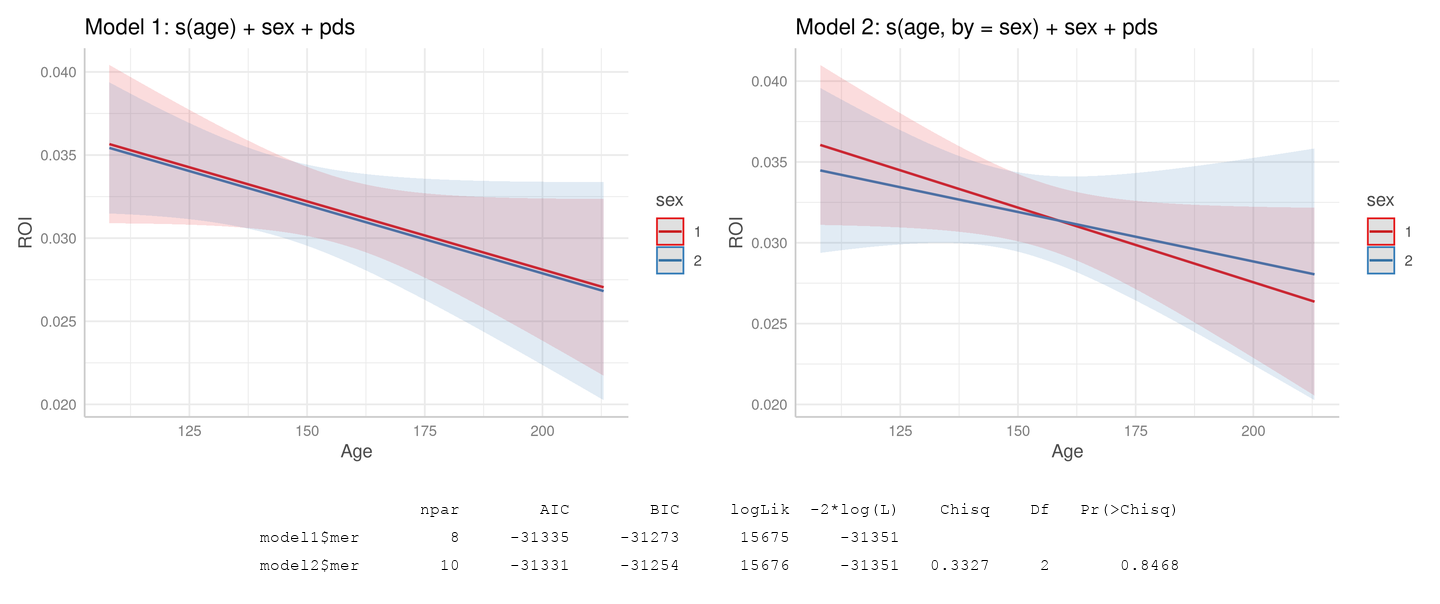 Model 1: s(age) + sex + pds
0.040
0.035
0.030
0.025
0.020
ROI
125 150 175 200
Age
sex
1
2
Model 2: s(age, by = sex) + sex + pds
0.040
0.035
0.030
0.025
0.020
ROI
125 150 175 200
Age
sex
1
2
npar AIC BIC logLik -2*log(L) Chisq Df Pr(>Chisq)
model1$mer 8 -31335 -31273 15675 -31351
model2$mer 10 -31331 -31254 15676 -31351 0.3327 2 0.8468